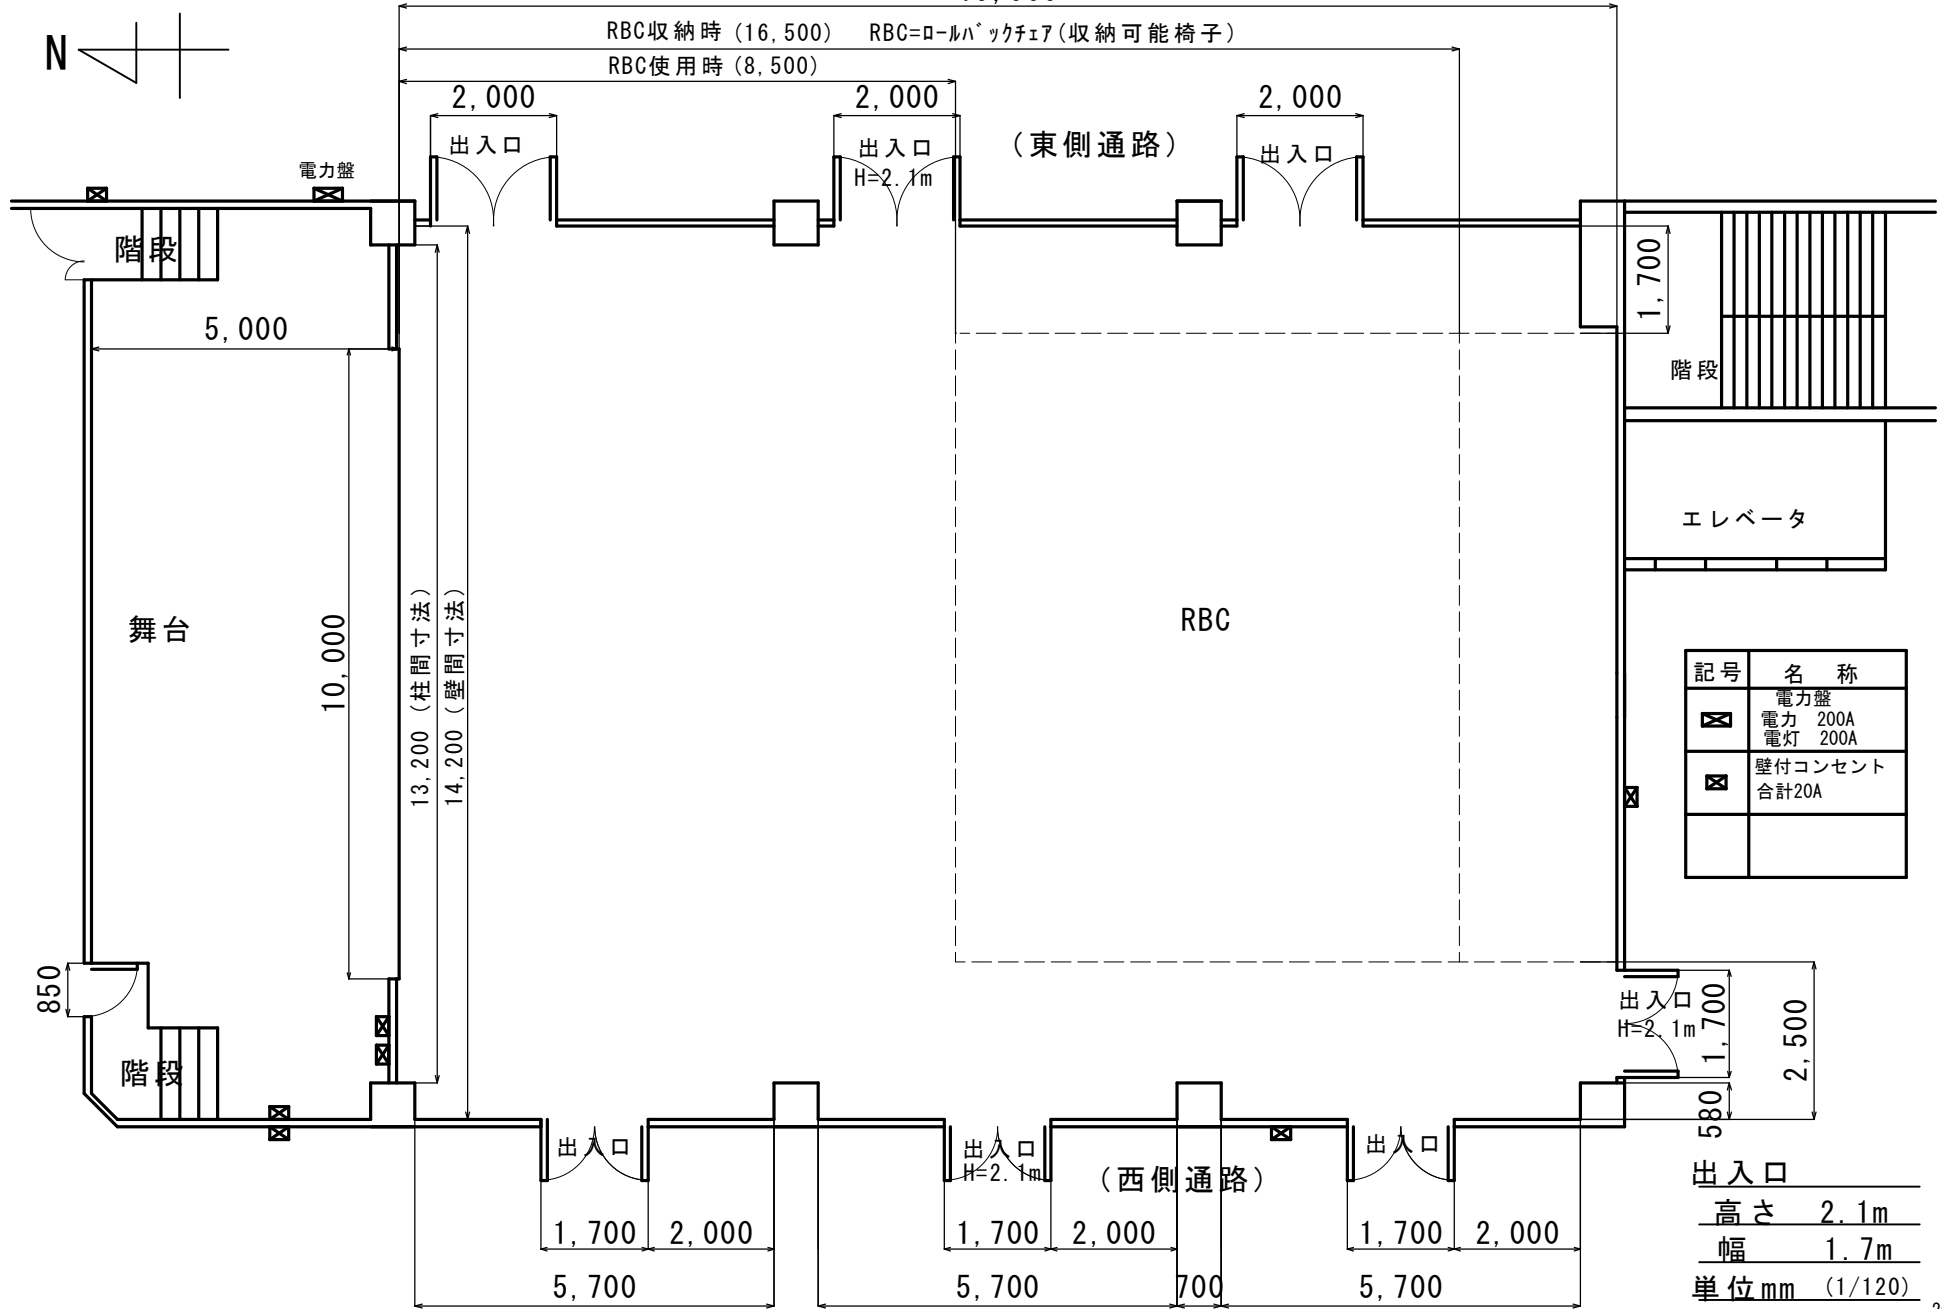 RBC収納時 (16,500) RBC=ロールバックチェア(収納可能椅子)
N
RBC使用時 (8,500)
2,000 2,000 2,000
出入口 出入口 出入口
H=2.1m
(東側通路)
電力盤
階段
1,700
5,000
階段
エレベータ
舞台
10,000
13,200 (柱間寸法)
14,200 (壁間寸法)
RBC
記号 名 称
電力盤
電力 200A
電灯 200A
壁付コンセント
合計20A
850
出入口
H=2.1m
1,700
2,500
580
階段
出入口 出入口 出入口
H=2.1m
(西側通路)
1,700 2,000 1,700 2,000 1,700 2,000
5,700 5,700 700 5,700
出入口
高さ 2.1m
幅 1.7m
単位mm (1/120)